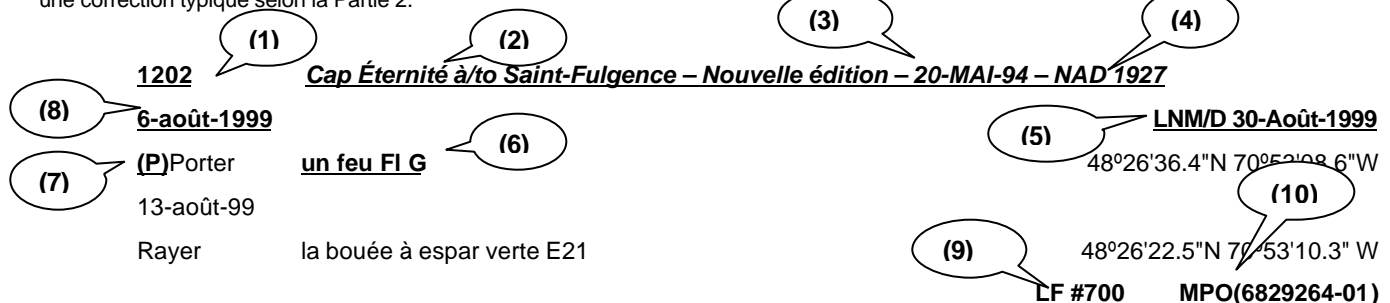 une correction typique selon la Partie 2.
(1) (2) (3) (4)
1202 Cap Éternité à/to Saint-Fulgence – Nouvelle édition – 20-MAI-94 – NAD 1927
(8) 6-août-1999 (5) LNM/D 30-Août-1999
(7) (P)Porter un feu Fl G (6) 48º26'36.4"N
13-août-99 (10)
Rayer la bouée à espar verte E21 (9) 48º26'22.5"N 70º53'10.3" W
LF #700 MPO(6829264-01)